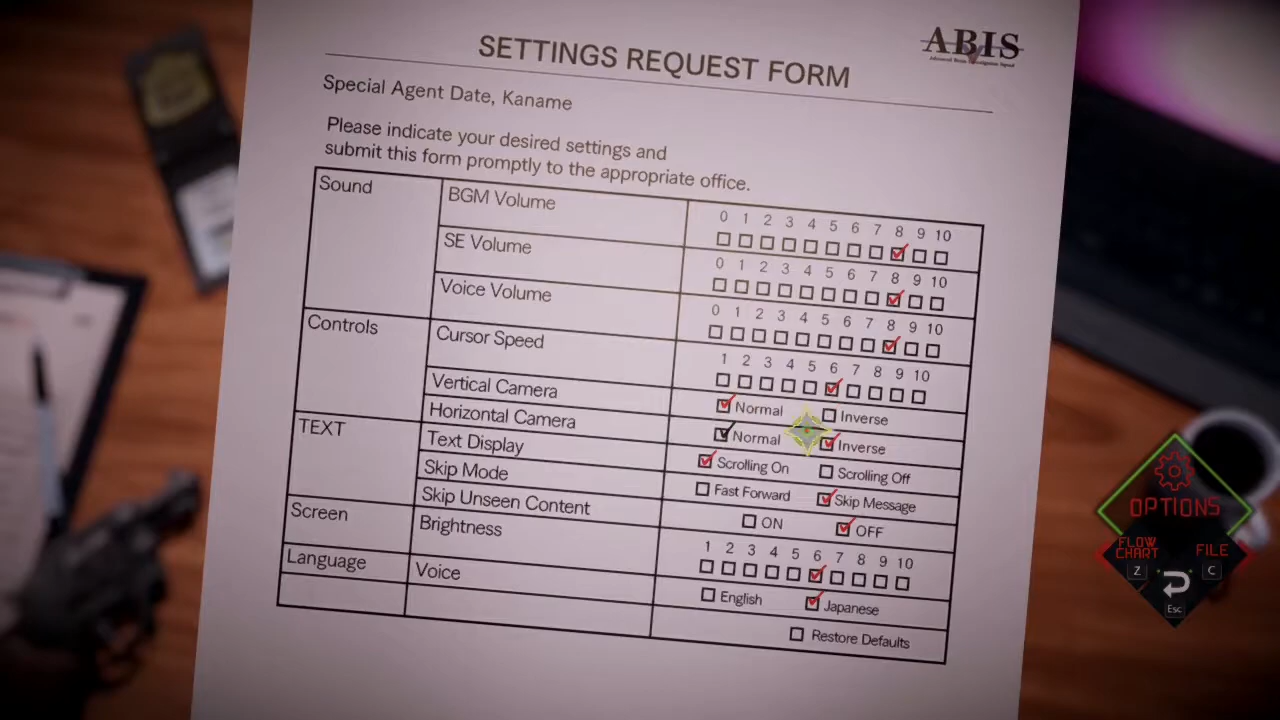 ABIS
SETTINGS REQUEST FORM
Special Agent Date, Kaname
Please indicate your desired settings and
submit this form promptly to the appropriate office.
Sound
BGM Volume
0 1 2 3 4 5 6 7 8 9 10
SE Volume
0 1 2 3 4 5 6 7 8 9 10
Voice Volume
0 1 2 3 4 5 6 7 8 9 10
Controls
Cursor Speed
1 2 3 4 5 6 7 8 9 10
Vertical Camera
Normal Inverse
Horizontal Camera
Normal Inverse
TEXT
Text Display
Scrolling On Scrolling Off
Skip Mode
Fast Forward Skip Message
Skip Unseen Content
ON OFF
Screen
Brightness
1 2 3 4 5 6 7 8 9 10
Language
Voice
English Japanese
Restore Defaults
OPTIONS
FLOW
CHART
FILE
Z
C
Esc